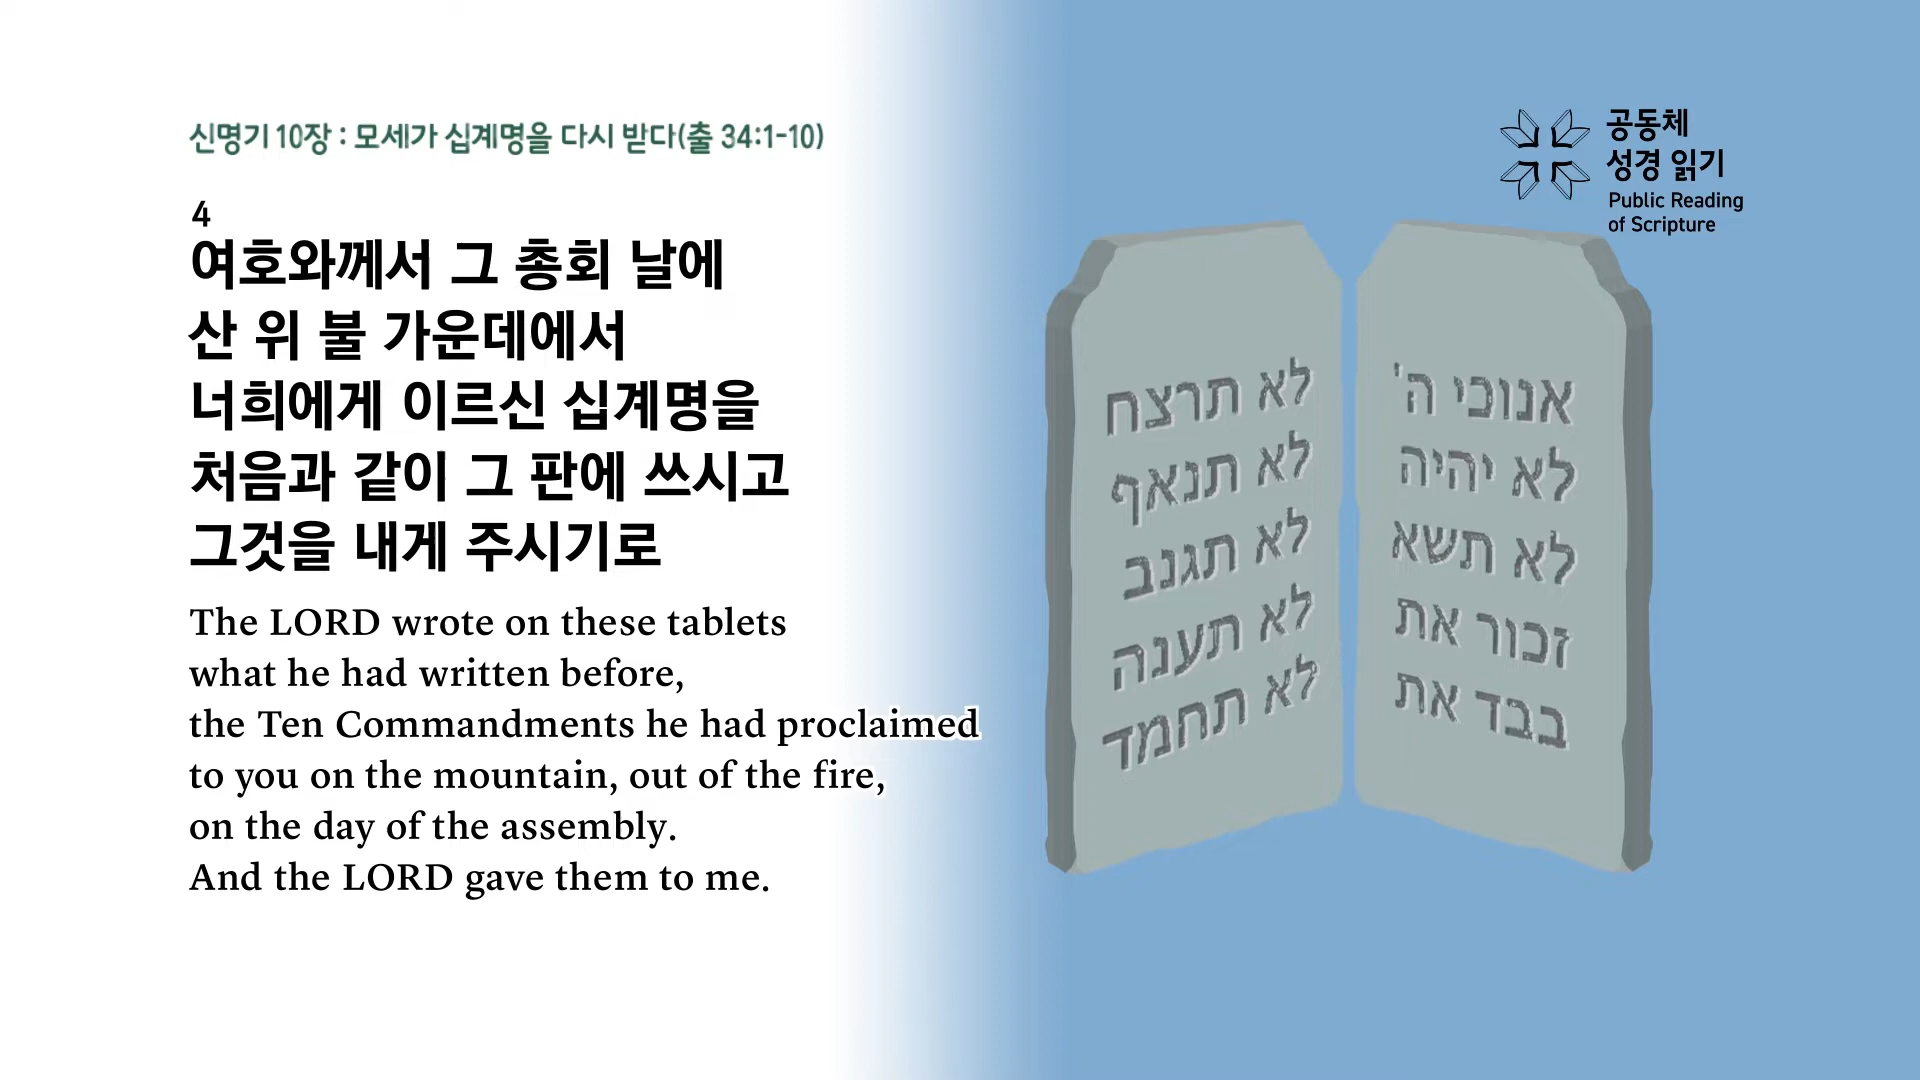 신명기 10장 : 모세가 십계명을 다시 받다(출 34:1-10)
4
여호와께서 그 총회 날에
산 위 불 가운데에서
너희에게 이르신 십계명을
처음과 같이 그 판에 쓰시고
그것을 내게 주시기로
The LORD wrote on these tablets
what he had written before,
the Ten Commandments he had proclaimed
to you on the mountain, out of the fire,
on the day of the assembly.
And the LORD gave them to me.
공동체
성경 읽기
Public Reading
of Scripture
אנוכי ה'
לא יהיה
לא תשא
זכור את
בבד את
לא תרצח
לא תנאף
לא תגנב
לא תענה
לא תחמד